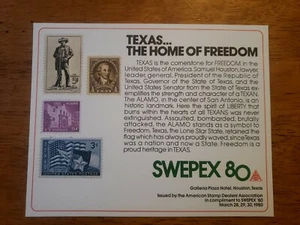 TEXAS...
THE HOME OF FREEDOM
TEXAS is the cornerstone for FREEDOM in the
United States of America. Samuel Houston, lawyer,
leader, general, President of the Republic of
Texas, Governor of the State of Texas, and the
United States Senator from the State of Texas ex-
emplifies the strength and character of a TEXAN.
The ALAMO, in the center of San Antonio, is an
historic landmark. Here the spirit of LIBERTY that
burns within the hearts of all TEXANS was never
extinguished. Assaulted, bombarded, brutally
attacked, the ALAMO stands as a symbol to
Freedom. Texas, the Lone Star State, retained the
flag which has always proudly waved, since Texas
was a nation and now a State. Freedom is a
proud heritage in TEXAS.
SWEPEX 80
Galleria Plaza Hotel, Houston, Texas
Issued by the American Stamp Dealers Association
in compliment to SWEPEX '80
March 28, 29, 30, 1980